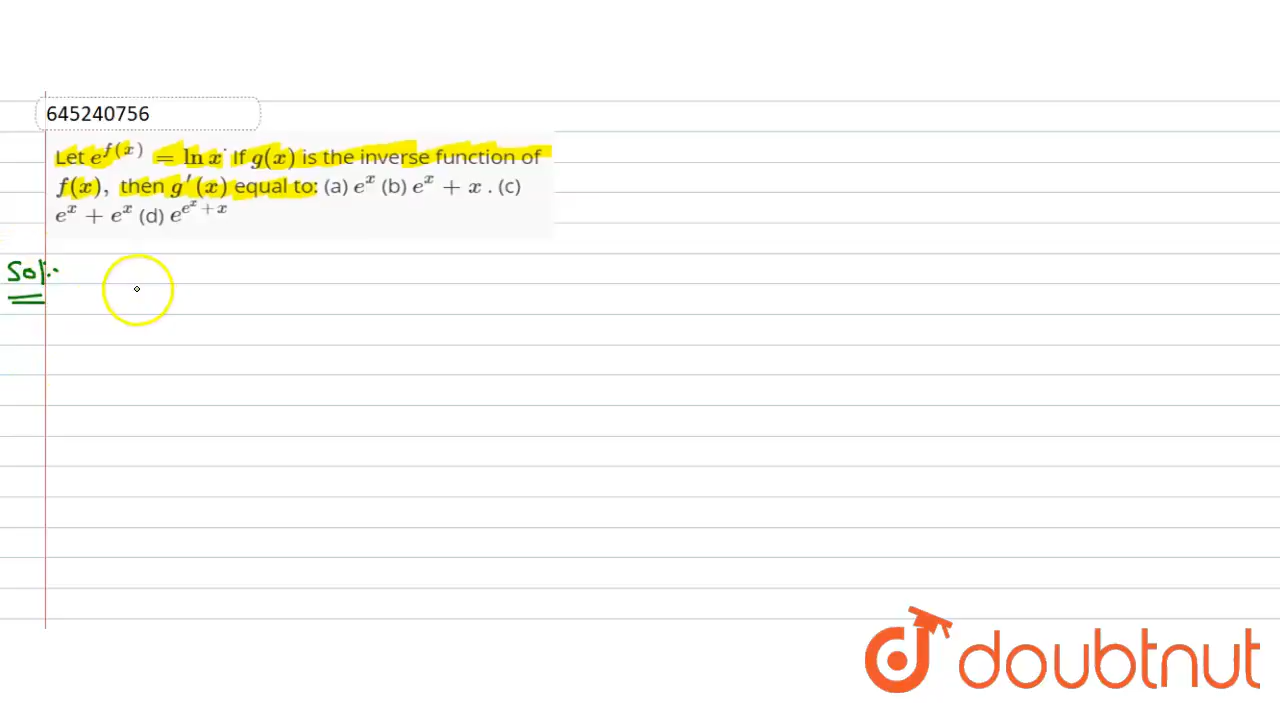 645240756
Let e^{f(x)} = ln x˙ If g(x) is the inverse function of
f(x), then g′(x) equal to: (a) e^x (b) e^x + x . (c)
e^x + e^x (d) e^{e^x + x}
Sol:-
doubtnut